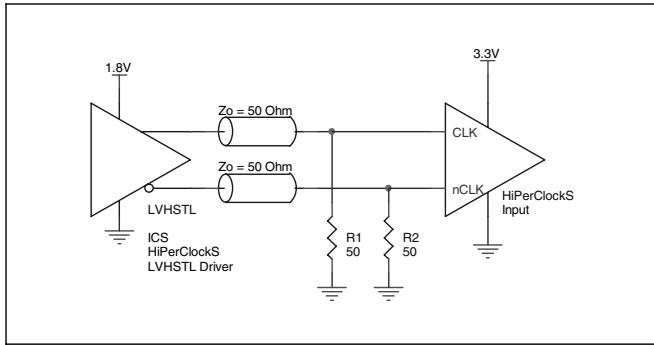 1.8V
3.3V
Zo = 50 Ohm
CLK
Zo = 50 Ohm
nCLK
HiPerClockS
Input
LVHSTL
ICS
HiPerClockS
LVHSTL Driver
R1
50
R2
50